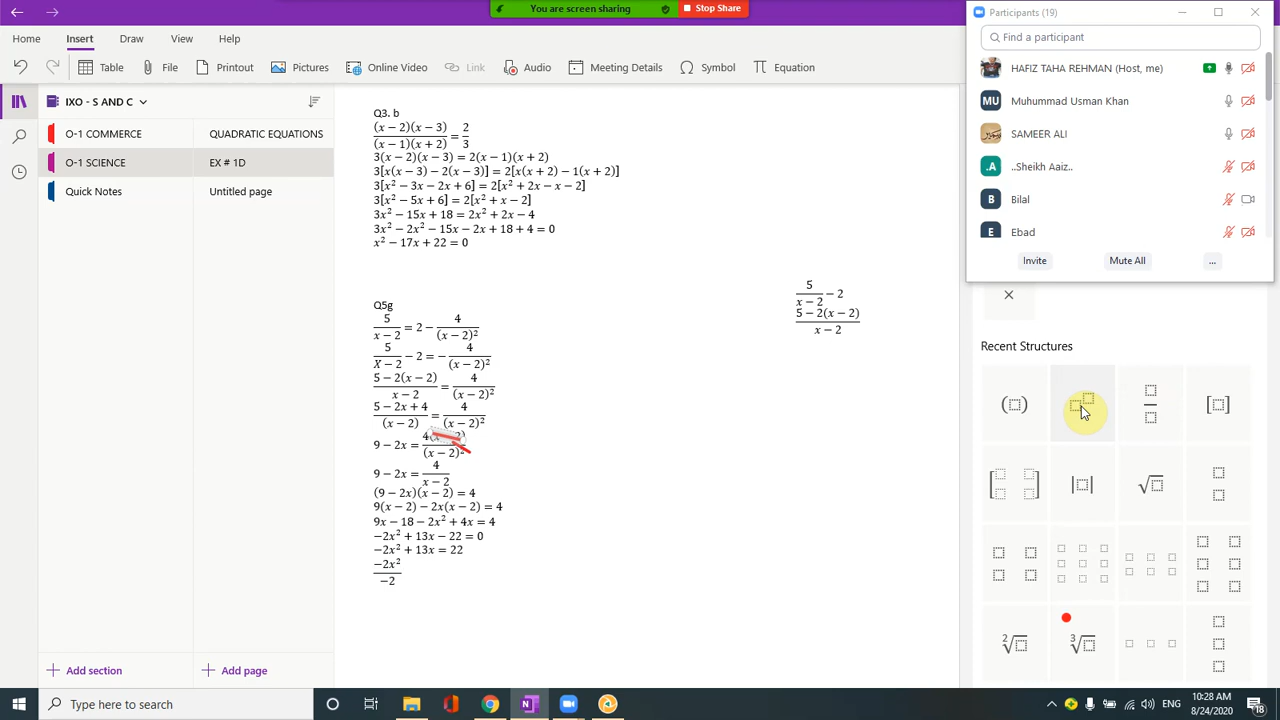 You are screen sharing
Stop Share
Home
Insert
Draw
View
Help
Table
File
Printout
Pictures
Online Video
Link
Audio
Meeting Details
Symbol
Equation
IXO - S AND C
O-1 COMMERCE
O-1 SCIENCE
Quick Notes
QUADRATIC EQUATIONS
EX # 1D
Untitled page
Add section
Add page
Q3. b
(x − 2)(x − 3)/(x − 1)(x + 2) = 2/3
3(x − 2)(x − 3) = 2(x − 1)(x + 2)
3[x(x − 3) − 2(x − 3)] = 2[x(x + 2) − 1(x + 2)]
3[x² − 3x − 2x + 6] = 2[x² + 2x − x − 2]
3[x² − 5x + 6] = 2[x² + x − 2]
3x² − 15x + 18 = 2x² + 2x − 4
3x² − 2x² − 15x − 2x + 18 + 4 = 0
x² − 17x + 22 = 0
Q5g
5/(x − 2) = 2 − 4/(x − 2)²
5/(X − 2) − 2 = − 4/(x − 2)²
5 − 2(x − 2)/x − 2 = 4/(x − 2)²
5 − 2x + 4/(x − 2) = 4/(x − 2)²
9 − 2x = 4(x − 2)/(x − 2)²
9 − 2x = 4/x − 2
(9 − 2x)(x − 2) = 4
9(x − 2) − 2x(x − 2) = 4
9x − 18 − 2x² + 4x = 4
−2x² + 13x − 22 = 0
−2x² + 13x = 22
−2x²/−2
5/x − 2 − 2
5 − 2(x − 2)/x − 2
Participants (19)
Find a participant
HAFIZ TAHA REHMAN (Host, me)
MU Muhummad Usman Khan
SAMEER ALI
.A ..Sheikh Aaiz..
B Bilal
E Ebad
Invite
Mute All
...
Recent Structures
Type here to search
ENG
10:28 AM
8/24/2020
18